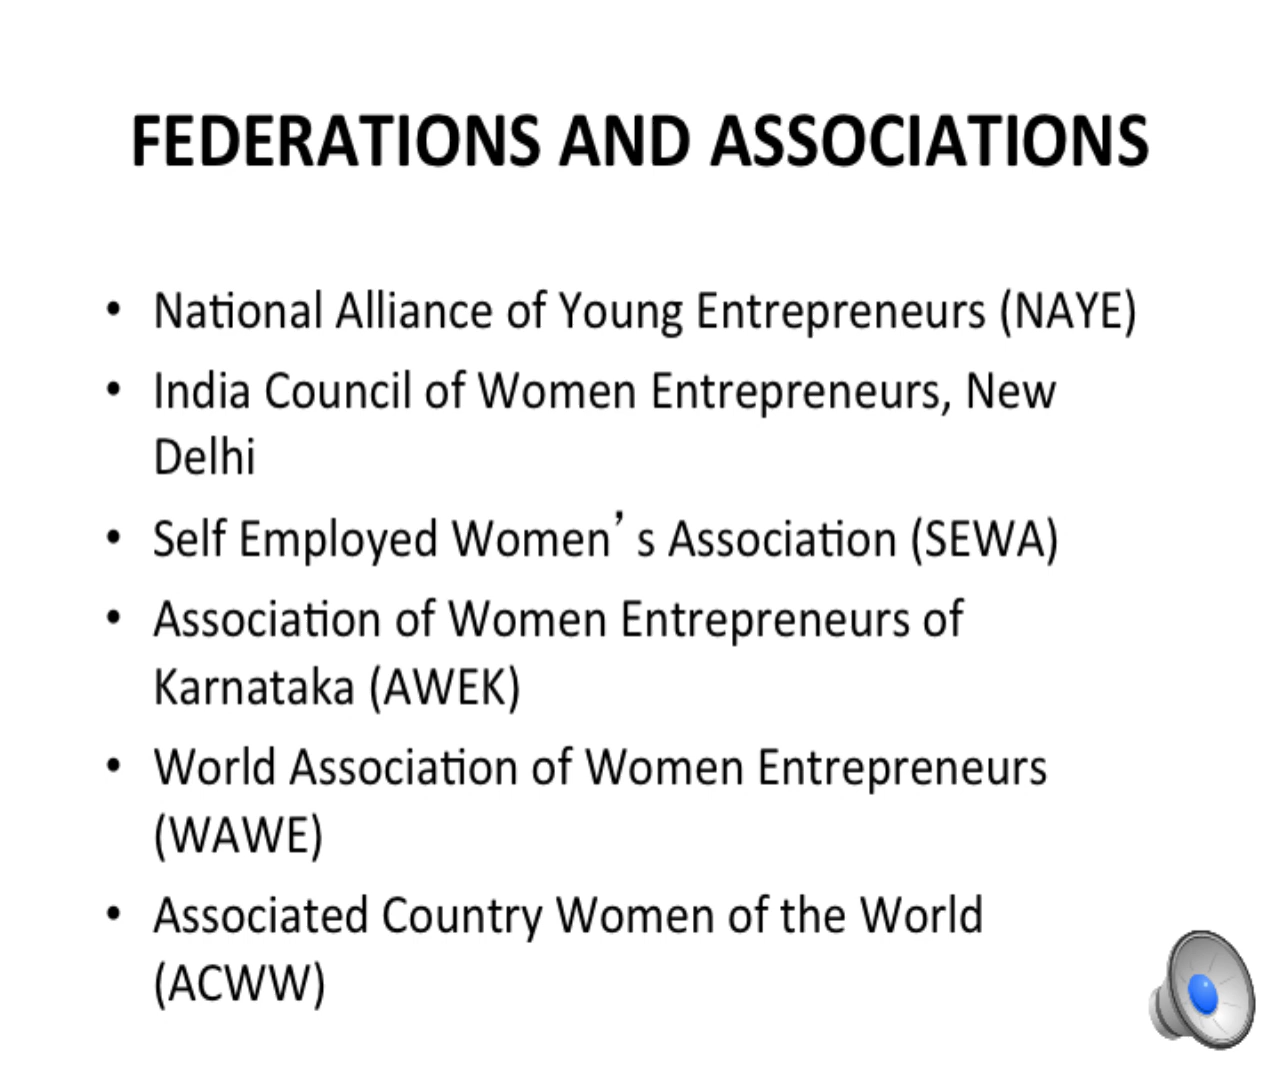 FEDERATIONS AND ASSOCIATIONS
• National Alliance of Young Entrepreneurs (NAYE)
• India Council of Women Entrepreneurs, New
Delhi
• Self Employed Women’s Association (SEWA)
• Association of Women Entrepreneurs of
Karnataka (AWEK)
• World Association of Women Entrepreneurs
(WAWE)
• Associated Country Women of the World
(ACWW)